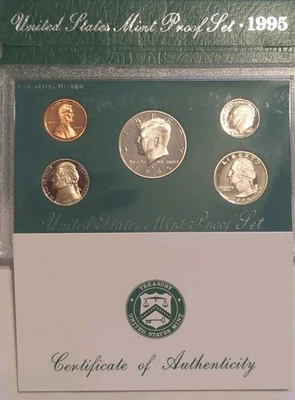 United States Mint Proof Set · 1995
LIBERTY
United States Mint Proof Set
TREASURY
UNITED STATES MINT
Certificate of Authenticity